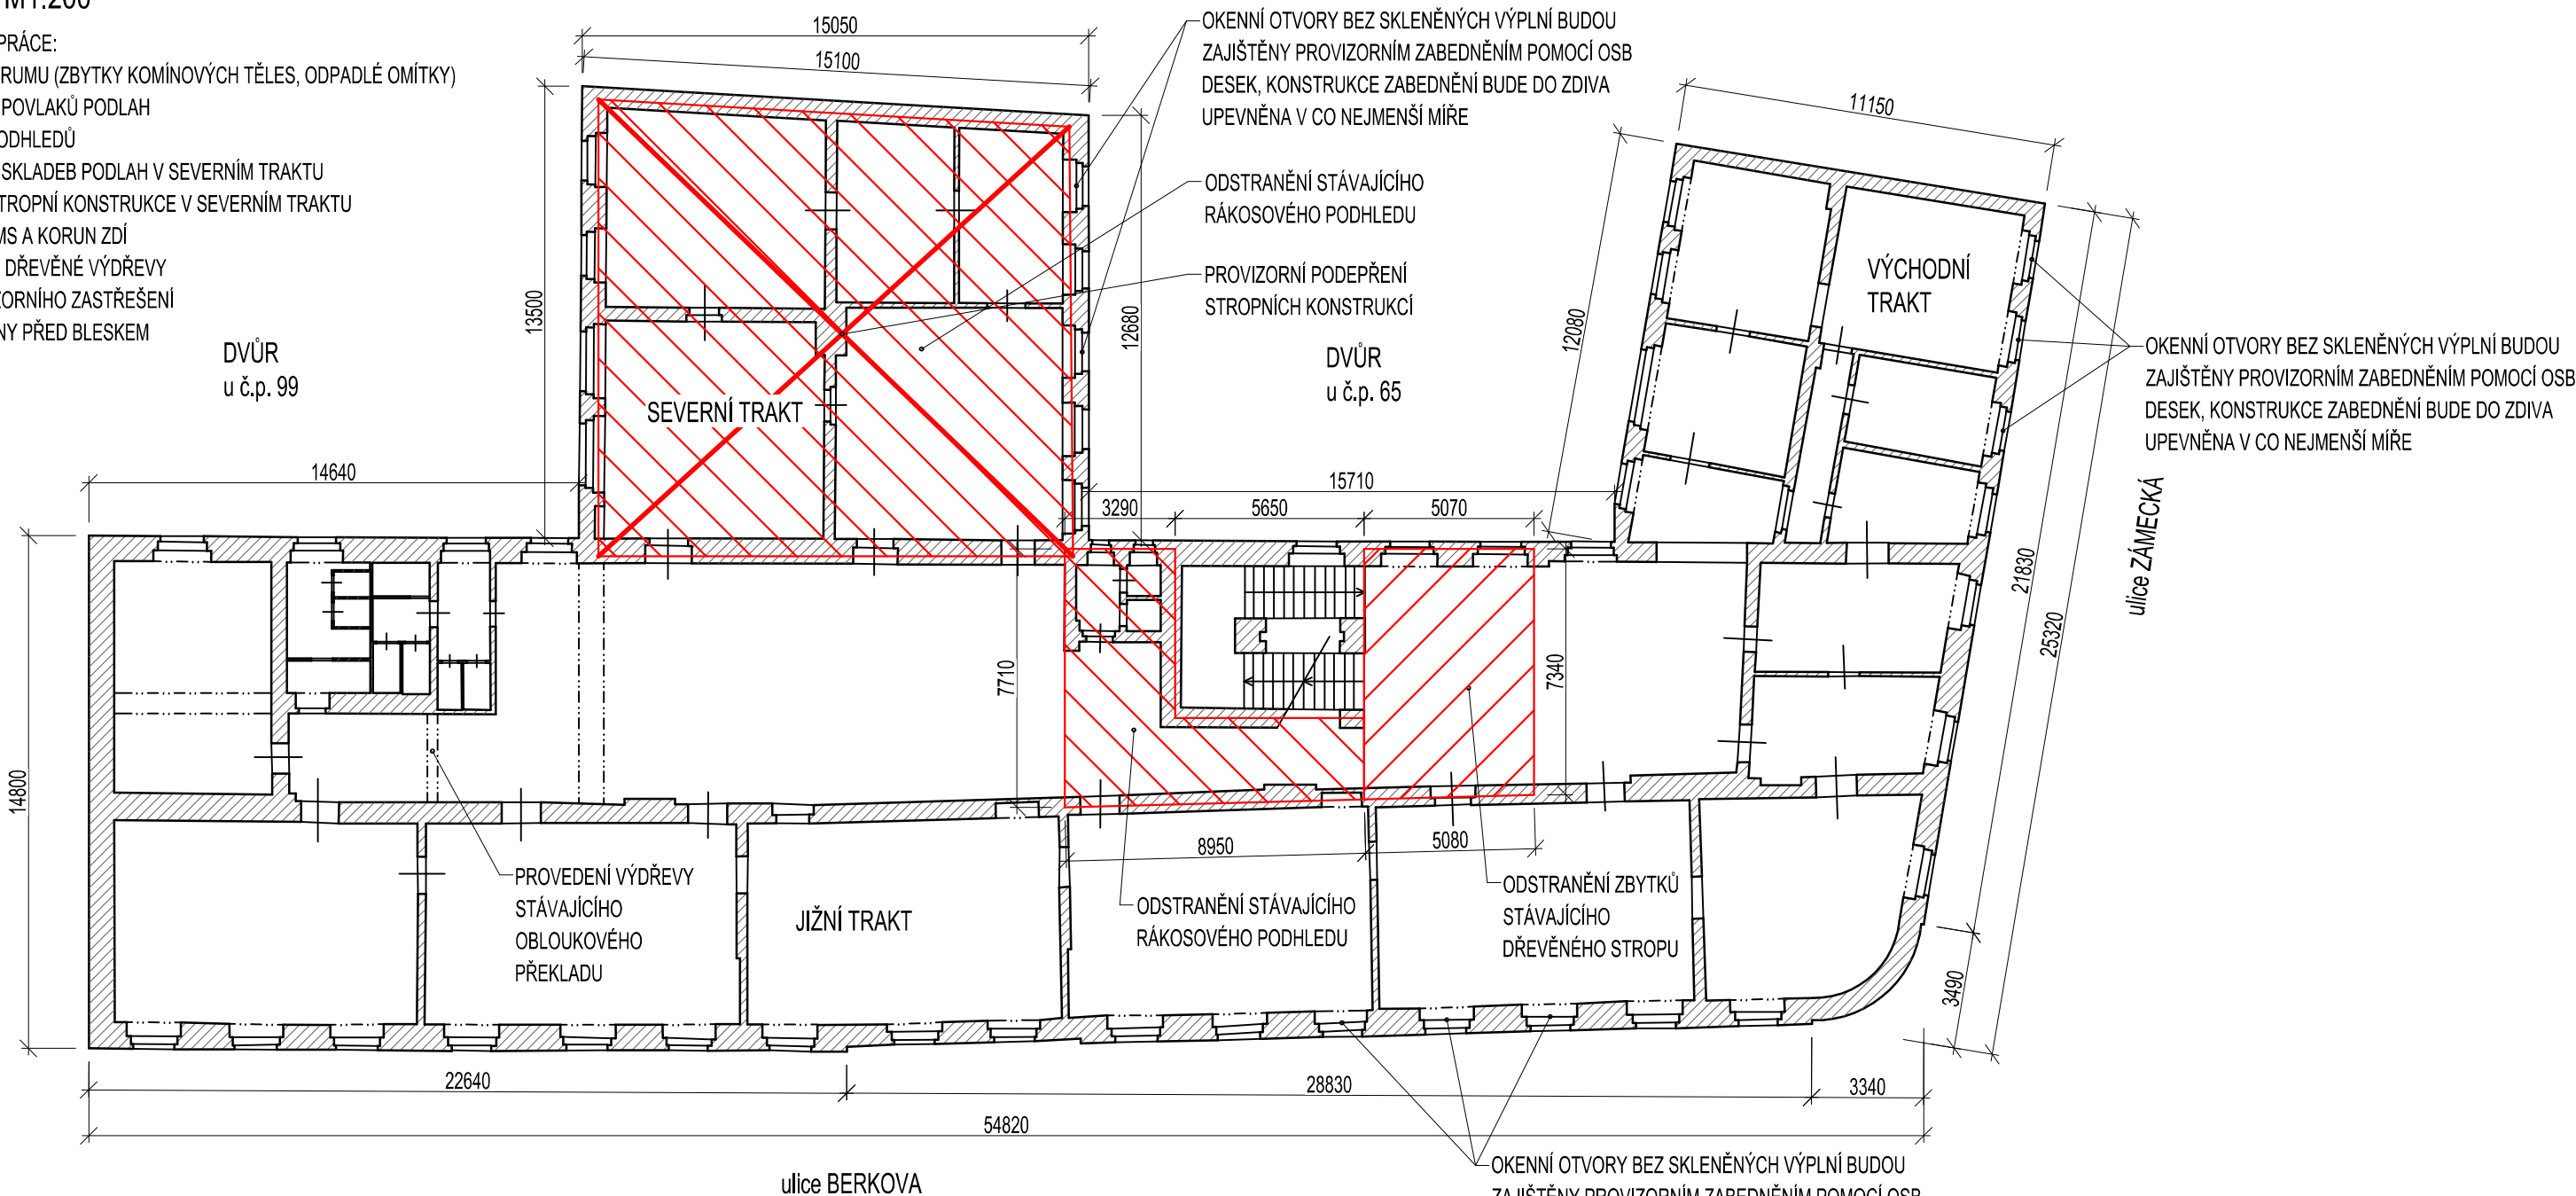 M1:200
PRÁCE:
RUMU (ZBYTKY KOMÍNOVÝCH TĚLES, ODPADLÉ OMÍTKY)
POVLAKŮ PODLAH
ODHLEDŮ
SKLADEB PODLAH V SEVERNÍM TRAKTU
TROPNÍ KONSTRUKCE V SEVERNÍM TRAKTU
MS A KORUN ZDÍ
DŘEVĚNÉ VÝDŘEVY
ZORNÍHO ZASTŘEŠENÍ
NY PŘED BLESKEM
DVŮR
u č.p. 99
15050
15100
13500
12680
OKENNÍ OTVORY BEZ SKLENĚNÝCH VÝPLNÍ BUDOU
ZAJIŠTĚNY PROVIZORNÍM ZABEDNĚNÍM POMOCÍ OSB
DESEK, KONSTRUKCE ZABEDNĚNÍ BUDE DO ZDIVA
UPEVNĚNA V CO NEJMENŠÍ MÍŘE
ODSTRANĚNÍ STÁVAJÍCÍHO
RÁKOSOVÉHO PODHLEDU
PROVIZORNÍ PODEPŘENÍ
STROPNÍCH KONSTRUKCÍ
DVŮR
u č.p. 65
SEVERNÍ TRAKT
11150
12080
VÝCHODNÍ
TRAKT
OKENNÍ OTVORY BEZ SKLENĚNÝCH VÝPLNÍ BUDOU
ZAJIŠTĚNY PROVIZORNÍM ZABEDNĚNÍM POMOCÍ OSB
DESEK, KONSTRUKCE ZABEDNĚNÍ BUDE DO ZDIVA
UPEVNĚNA V CO NEJMENŠÍ MÍŘE
ulice ZÁMECKÁ
14640
15710
3290
5650
5070
21830
25320
7710
7340
14800
8950
5080
PROVEDENÍ VÝDŘEVY
STÁVAJÍCÍHO
OBLOUKOVÉHO
PŘEKLADU
JIŽNÍ TRAKT
ODSTRANĚNÍ STÁVAJÍCÍHO
RÁKOSOVÉHO PODHLEDU
ODSTRANĚNÍ ZBYTKŮ
STÁVAJÍCÍHO
DŘEVĚNÉHO STROPU
3490
22640
28830
3340
54820
ulice BERKOVA
OKENNÍ OTVORY BEZ SKLENĚNÝCH VÝPLNÍ BUDOU
ZAJIŠTĚNY PROVIZORNÍM ZABEDNĚNÍM POMOCÍ OSB